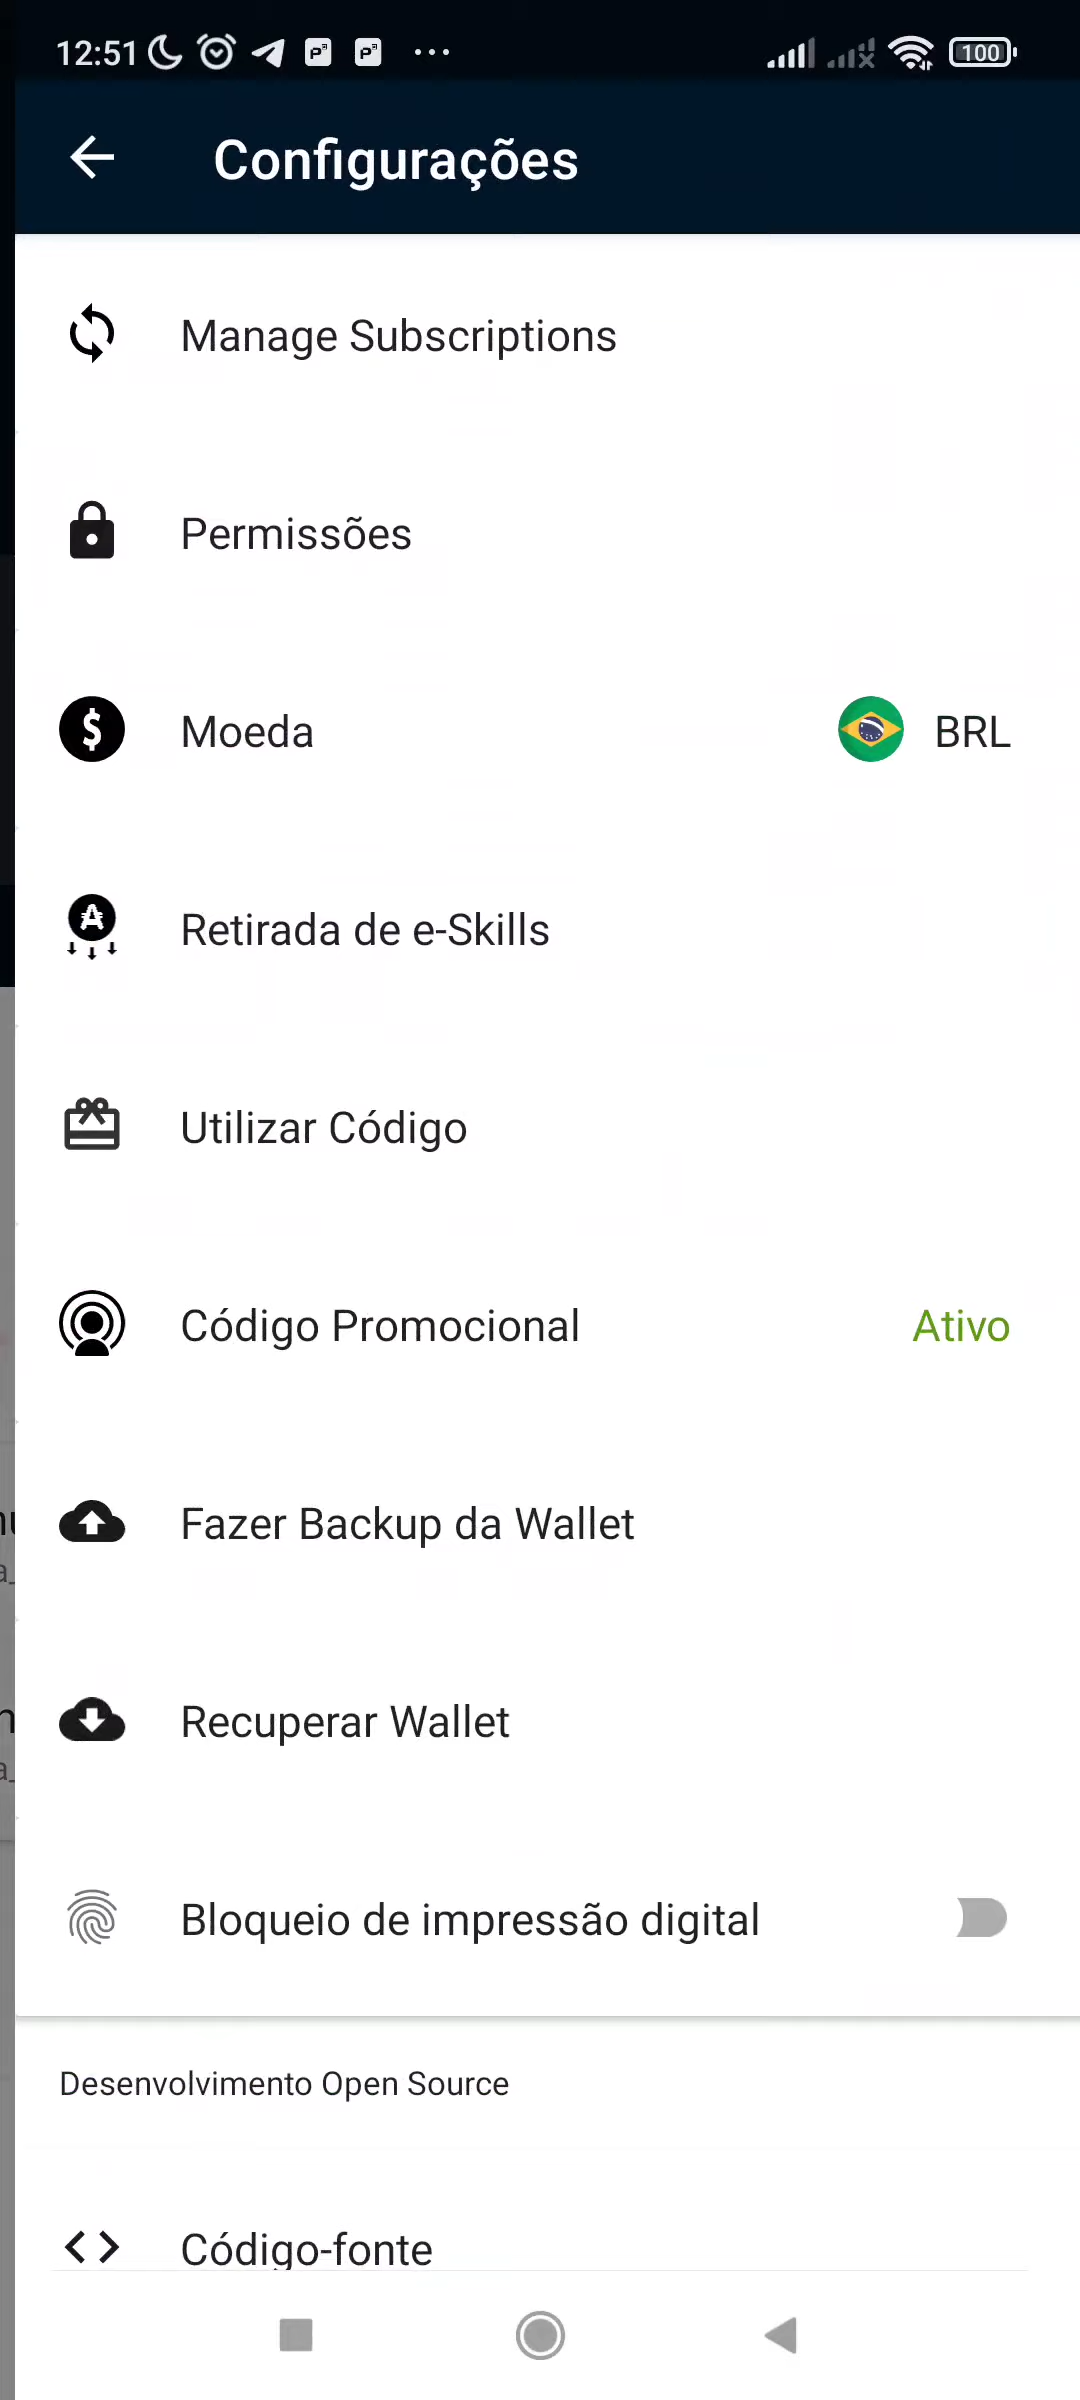 12:51
100
Configurações
Manage Subscriptions
Permissões
Moeda
BRL
Retirada de e-Skills
Utilizar Código
Código Promocional
Ativo
Fazer Backup da Wallet
Recuperar Wallet
Bloqueio de impressão digital
Desenvolvimento Open Source
Código-fonte